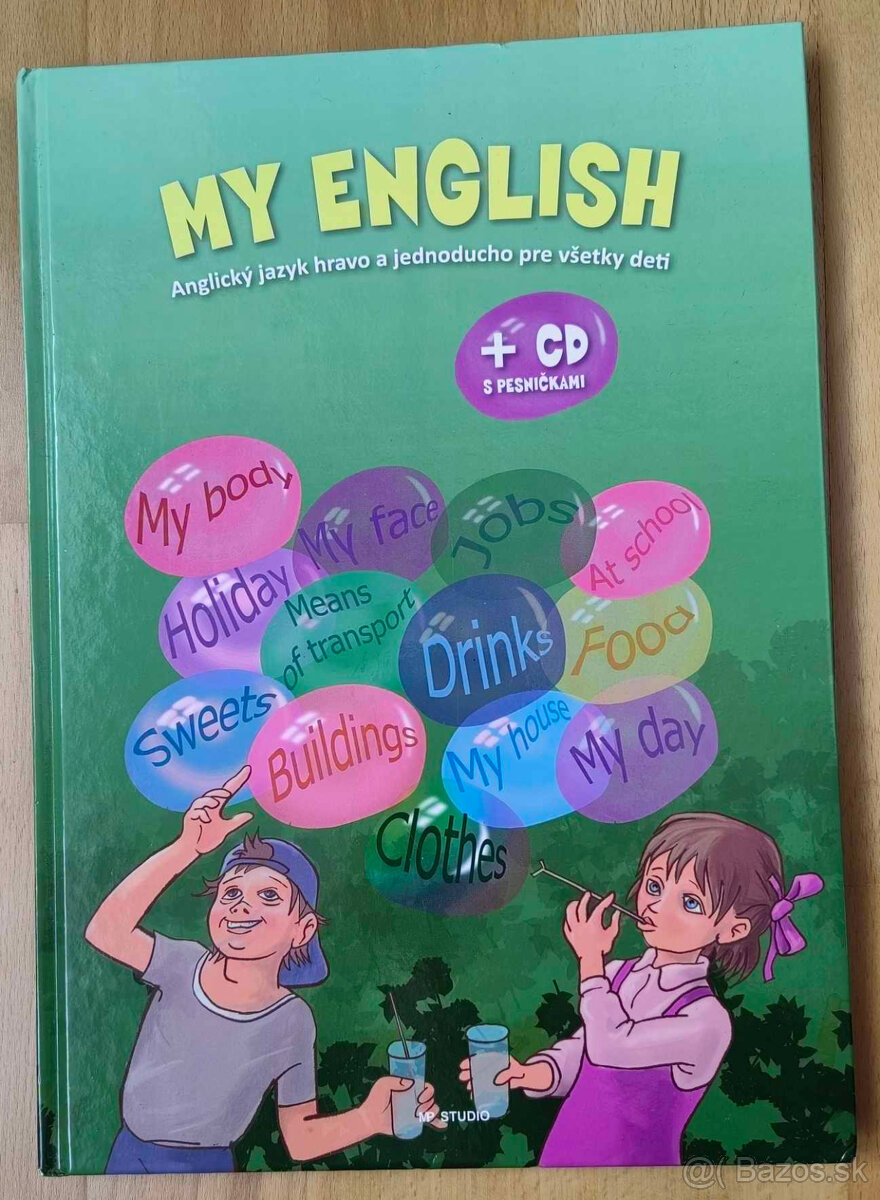 MY ENGLISH
Anglický jazyk hravo a jednoducho pre všetky deti
+ CD
S PESNIČKAMI
My body
My face
Jobs
At school
Holiday
Means
of transport
Drinks
Food
Sweets
Buildings
My house
My day
Clothes
MP STUDIO
@( Bazos.sk